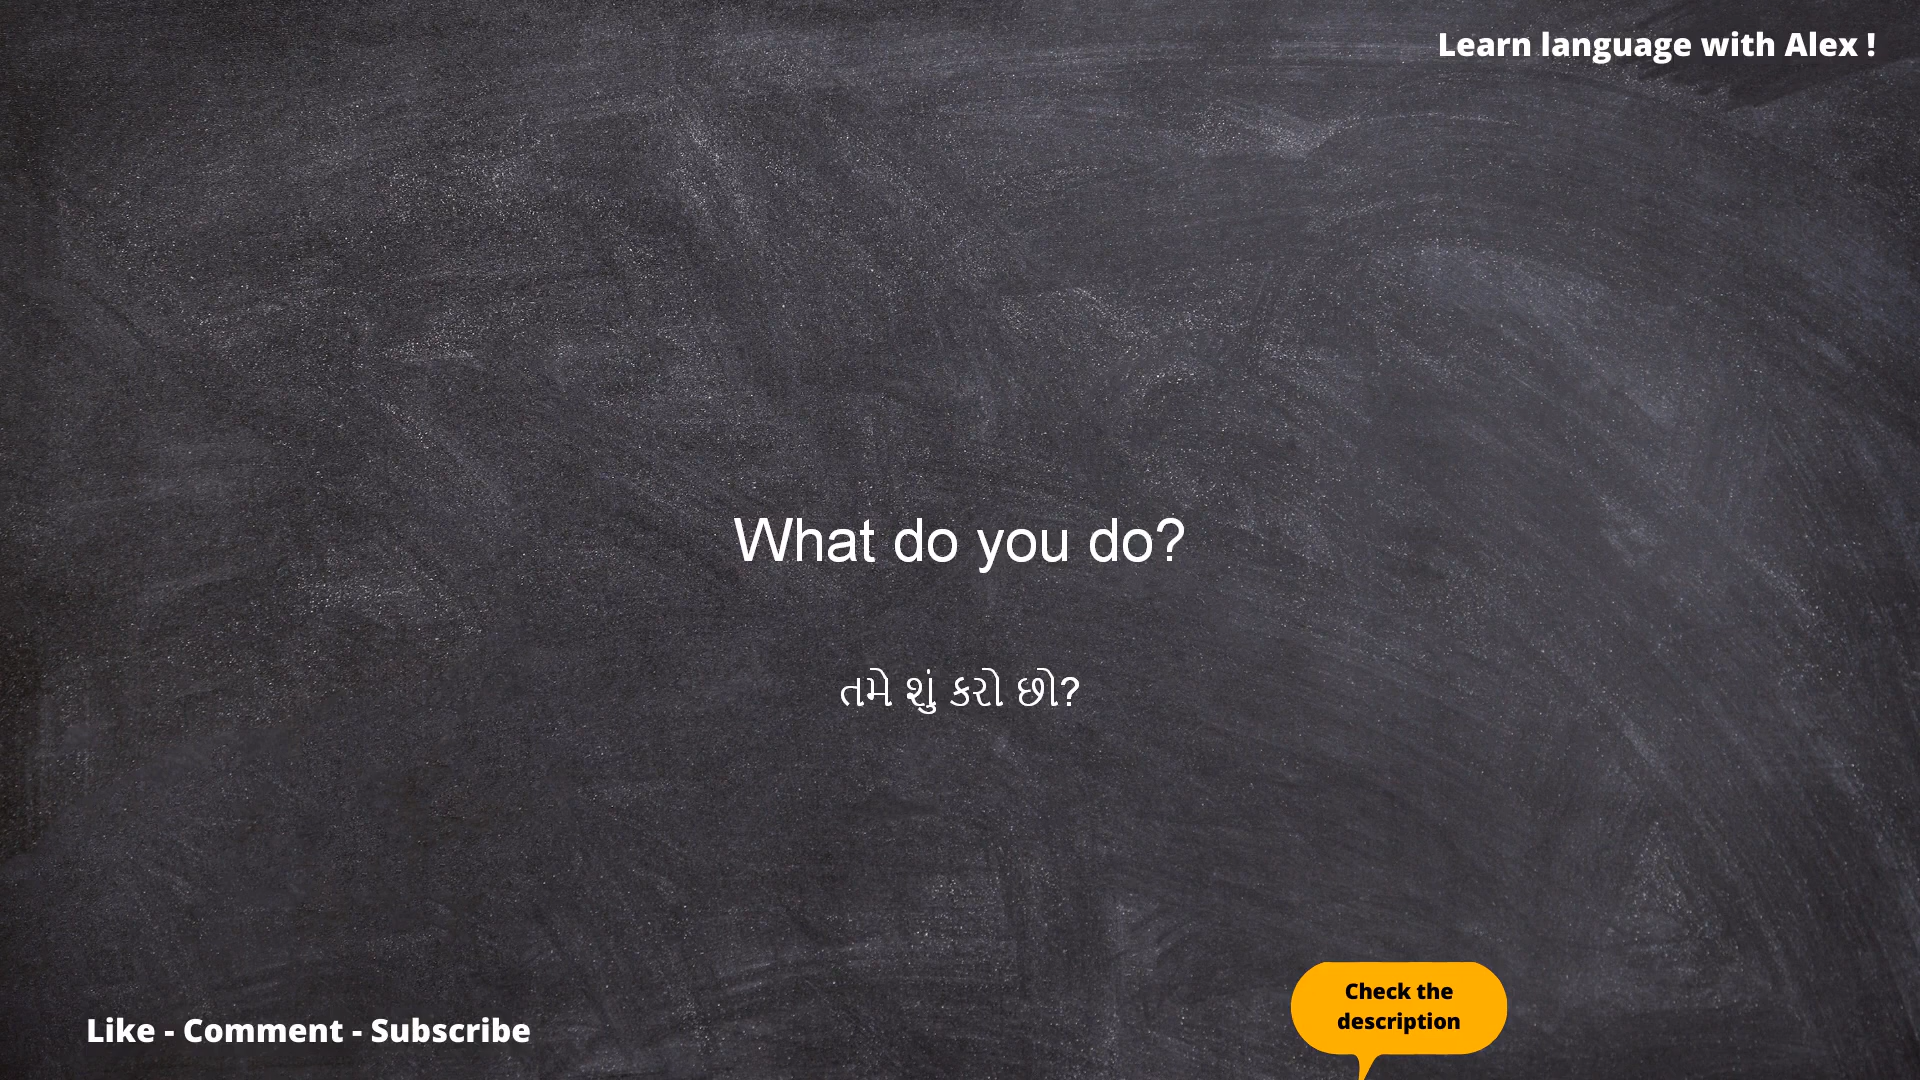 Learn language with Alex !
What do you do?
તમે શું કરો છો?
Like - Comment - Subscribe
Check the
description